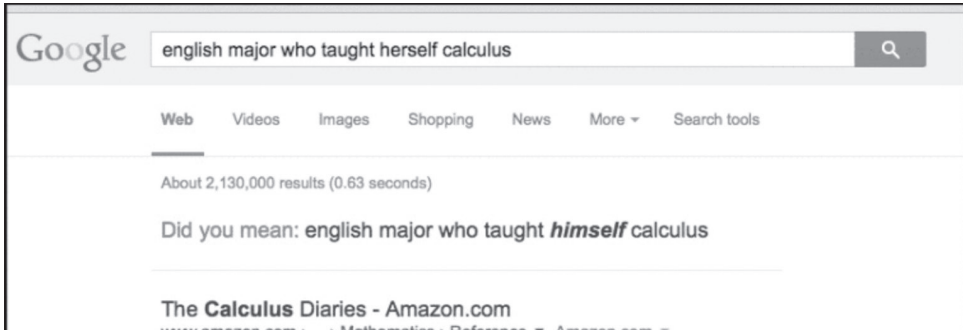 Google english major who taught herself calculus
Web Videos Images Shopping News More Search tools
About 2,130,000 results (0.63 seconds)
Did you mean: english major who taught himself calculus
The Calculus Diaries - Amazon.com